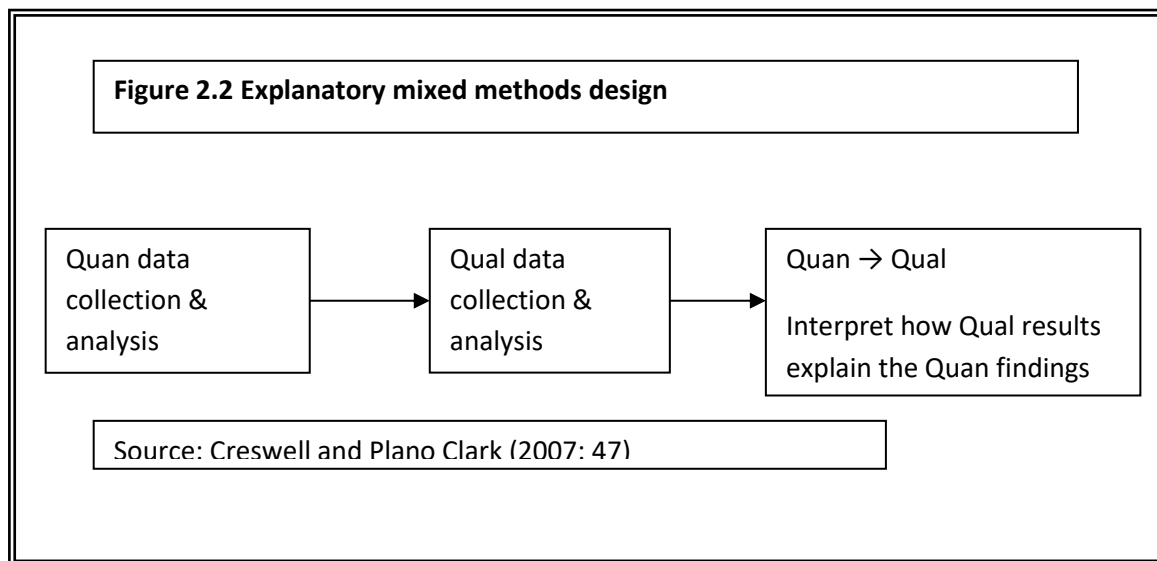 Figure 2.2 Explanatory mixed methods design
Quan data
collection &
analysis
Qual data
collection &
analysis
Quan → Qual
Interpret how Qual results
explain the Quan findings
Source: Creswell and Plano Clark (2007: 47)